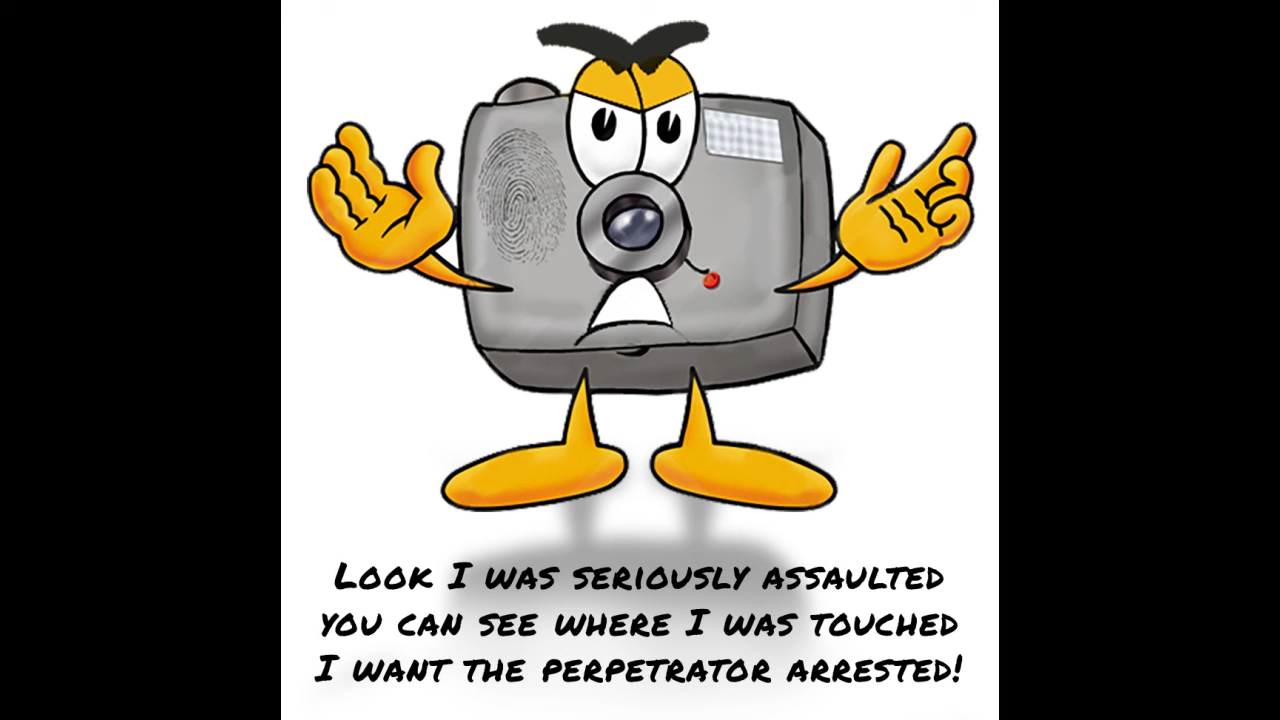 Look I was seriously assaulted
you can see where I was touched
I want the perpetrator arrested!